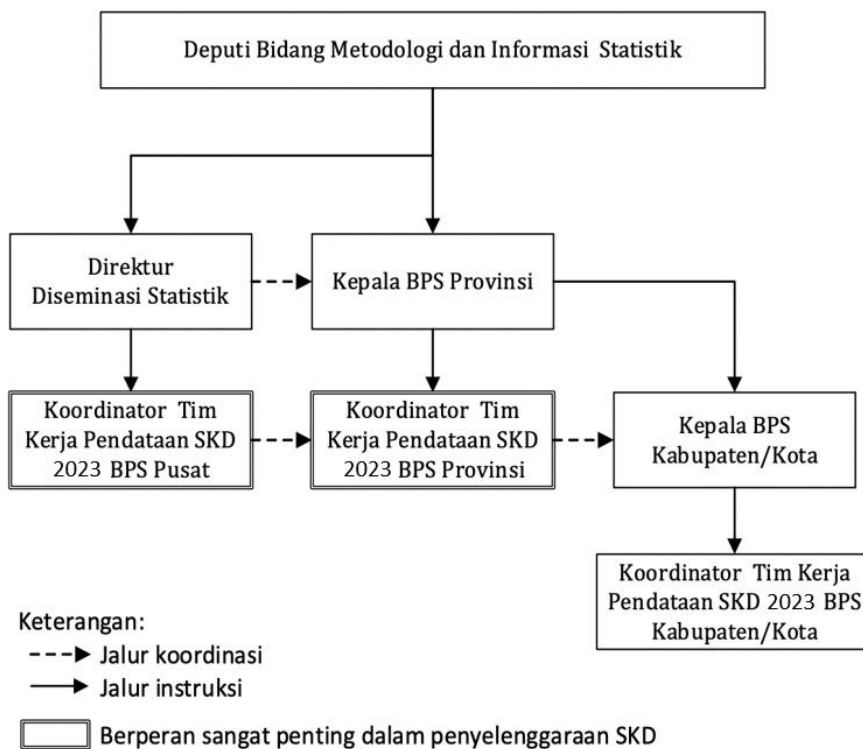 Deputi Bidang Metodologi dan Informasi Statistik
Direktur
Diseminasi Statistik
Kepala BPS Provinsi
Koordinator Tim
Kerja Pendataan SKD
2023 BPS Pusat
Koordinator Tim
Kerja Pendataan SKD
2023 BPS Provinsi
Kepala BPS
Kabupaten/Kota
Koordinator Tim Kerja
Pendataan SKD 2023 BPS
Kabupaten/Kota
Keterangan:
Jalur koordinasi
Jalur instruksi
Berperan sangat penting dalam penyelenggaraan SKD